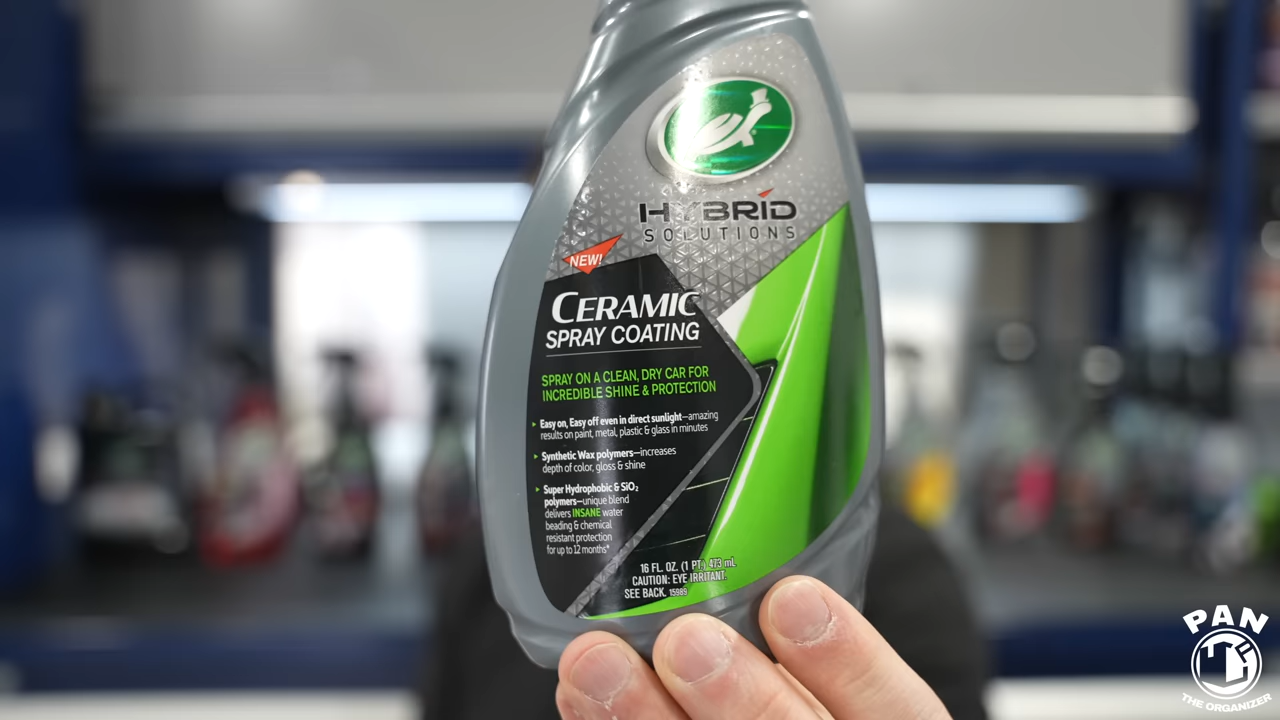 HYBRID
SOLUTIONS
NEW!
CERAMIC
SPRAY COATING
SPRAY ON A CLEAN, DRY CAR FOR
INCREDIBLE SHINE & PROTECTION
Easy on, Easy off even in direct sunlight—amazing
results on paint, metal, plastic & glass in minutes
Synthetic Wax polymers—increases
depth of color, gloss & shine
Super Hydrophobic & SiO₂
polymers—unique blend
delivers INSANE water
beading & chemical
resistant protection
for up to 12 months*
16 FL. OZ. (1 PT.) 473 mL
CAUTION: EYE IRRITANT.
SEE BACK. 15989
PAN
THE ORGANIZER